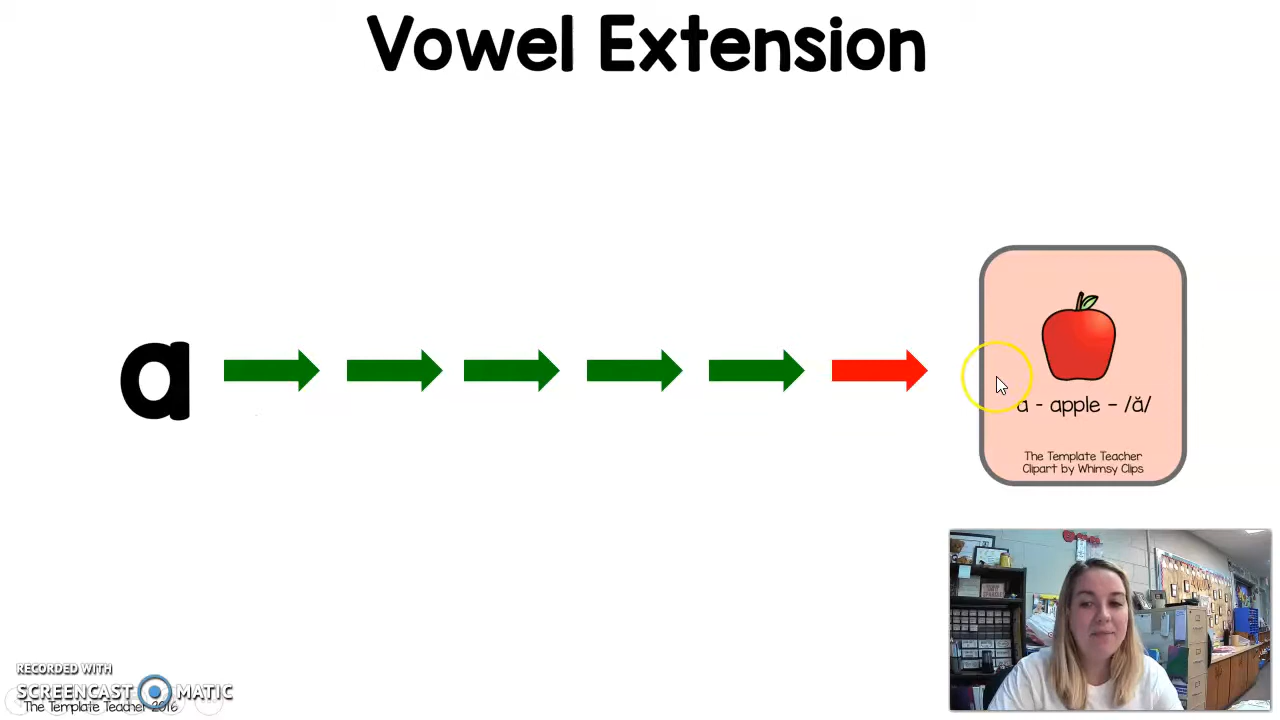 Vowel Extension
a
a - apple - /ă/
The Template Teacher
Clipart by Whimsy Clips
RECORDED WITH
SCREENCAST MATIC
The Template Teacher 2016